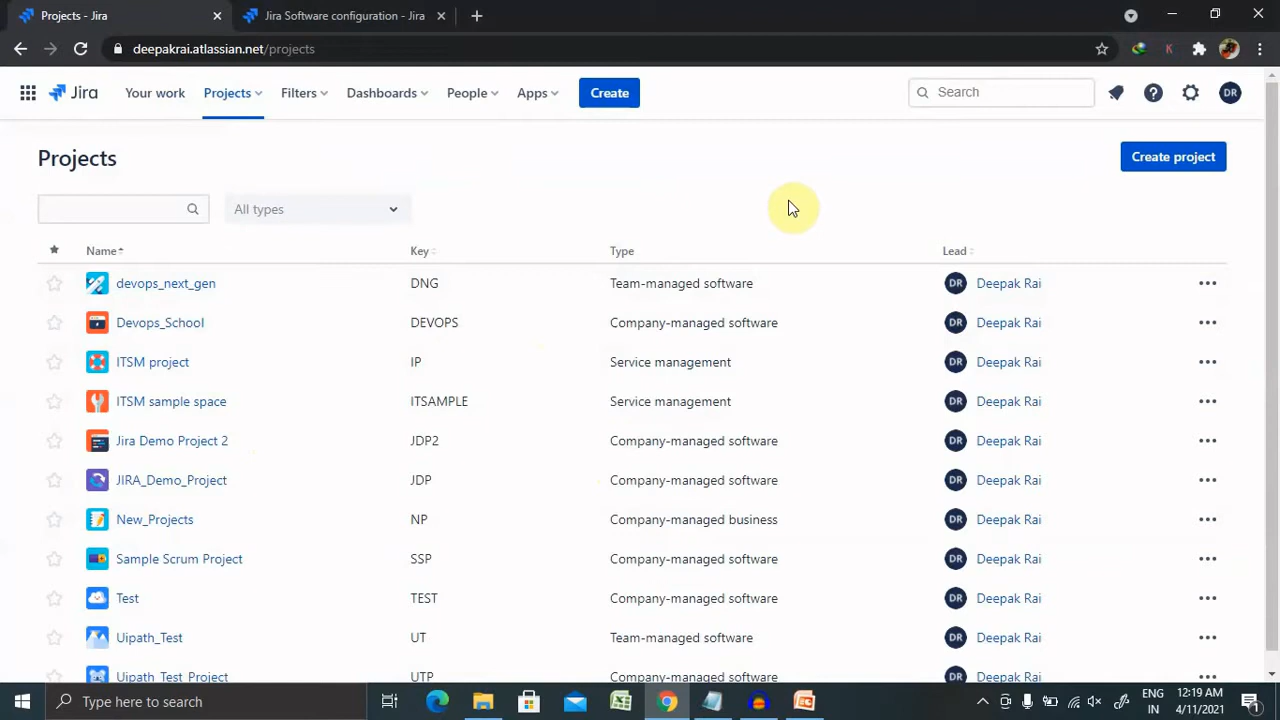 Projects - Jira
Jira Software configuration - Jira
deepakrai.atlassian.net/projects
Jira Your work Projects Filters Dashboards People Apps Create Search DR
Projects
Create project
All types
Name Key Type Lead
devops_next_gen DNG Team-managed software DR Deepak Rai
Devops_School DEVOPS Company-managed software DR Deepak Rai
ITSM project IP Service management DR Deepak Rai
ITSM sample space ITSAMPLE Service management DR Deepak Rai
Jira Demo Project 2 JDP2 Company-managed software DR Deepak Rai
JIRA_Demo_Project JDP Company-managed software DR Deepak Rai
New_Projects NP Company-managed business DR Deepak Rai
Sample Scrum Project SSP Company-managed software DR Deepak Rai
Test TEST Company-managed software DR Deepak Rai
Uipath_Test UT Team-managed software DR Deepak Rai
Uipath_Test_Project UTP Company-managed software DR Deepak Rai
Type here to search
ENG 12:19 AM
IN 4/11/2021 1